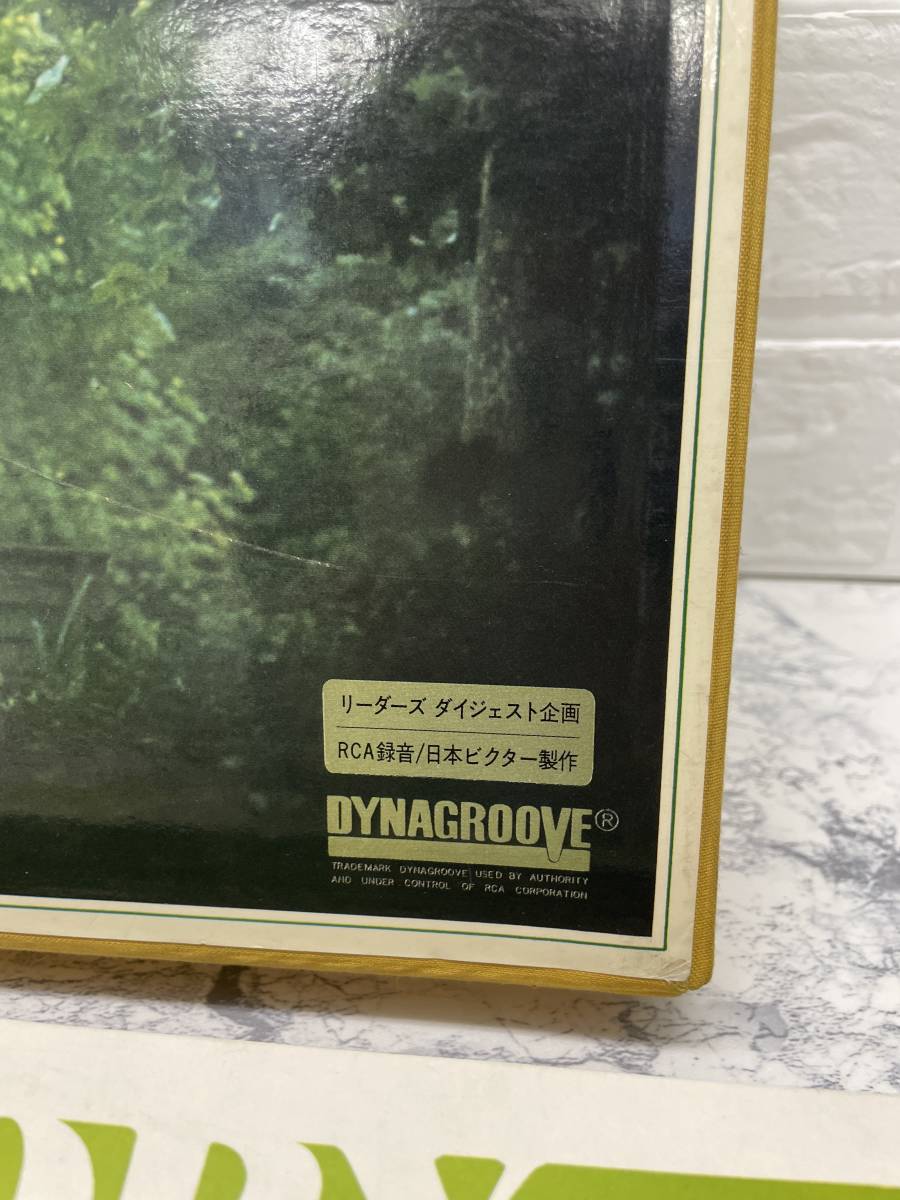 リーダーズ ダイジェスト企画
RCA録音/日本ビクター製作
DYNAGROOVE®
TRADEMARK DYNAGROOVE USED BY AUTHORITY
AND UNDER CONTROL OF RCA CORPORATION